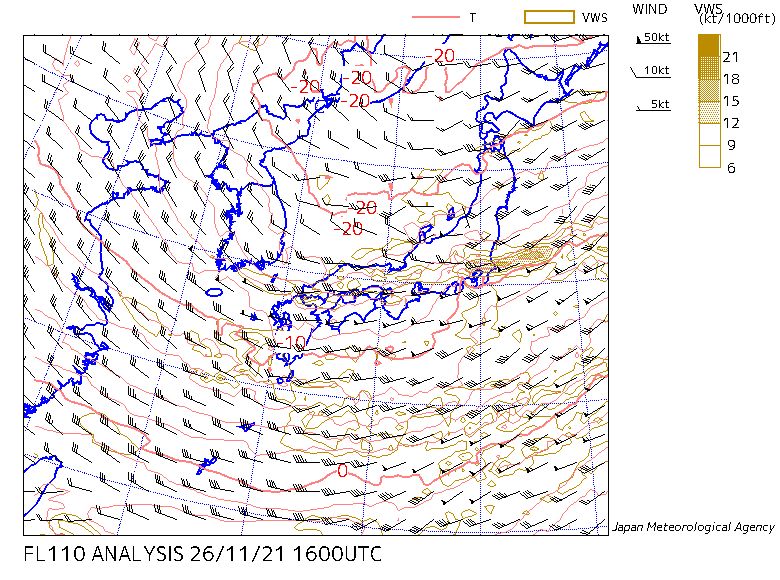 T
VWS
WIND
VWS
(kt/1000ft)
50kt
10kt
5kt
21
18
15
12
9
6
-20
-20
-10
-20
-20
-20
-10
0
Japan Meteorological Agency
FL110 ANALYSIS 26/11/21 1600UTC